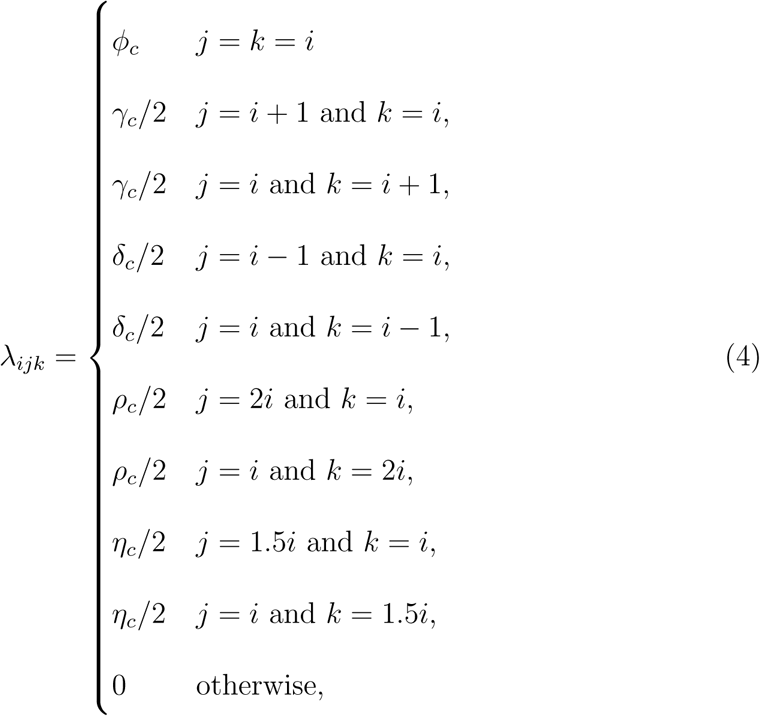 ϕ_c j = k = i
γ_c/2 j = i + 1 and k = i,
γ_c/2 j = i and k = i + 1,
δ_c/2 j = i − 1 and k = i,
δ_c/2 j = i and k = i − 1,
λ_{ijk} = { (4)
ρ_c/2 j = 2i and k = i,
ρ_c/2 j = i and k = 2i,
η_c/2 j = 1.5i and k = i,
η_c/2 j = i and k = 1.5i,
0 otherwise,